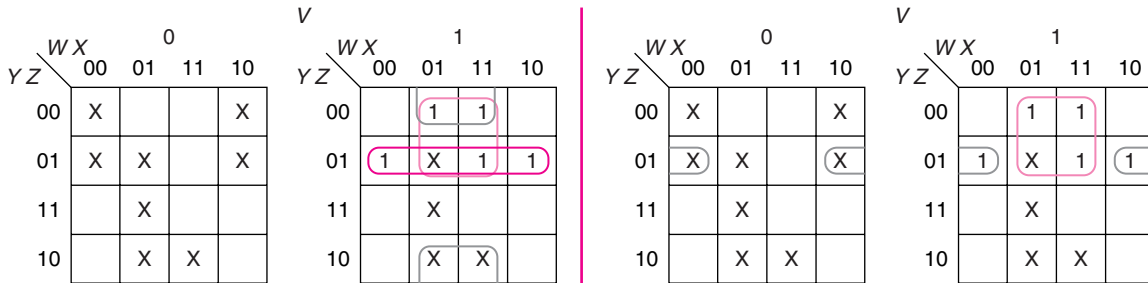 V V
W X 0 W X 1 W X 0 W X 1
Y Z 00 01 11 10 Y Z 00 01 11 10 Y Z 00 01 11 10 Y Z 00 01 11 10
00 X X 00 1 1 00 X X 00 1 1
01 X X X 01 1 X 1 1 01 X X X 01 1 X 1 1
11 X 11 X 11 X 11 X
10 X X 10 X X 10 X X 10 X X